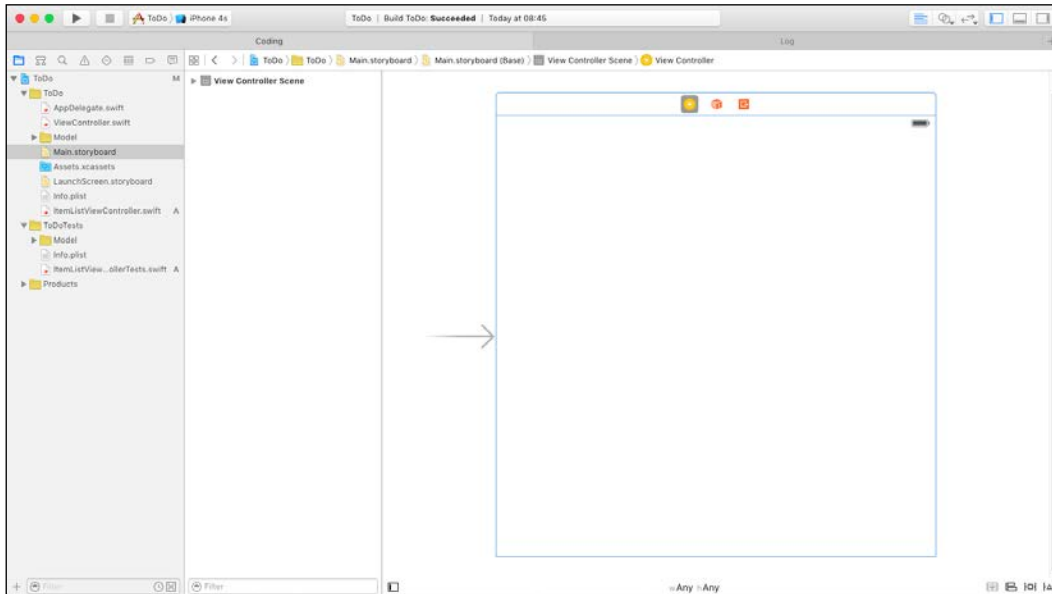 ToDo
iPhone 4s
ToDo | Build ToDo: Succeeded | Today at 08:45
Coding
Log
ToDo
ToDo
Main.storyboard
Main.storyboard (Base)
View Controller Scene
View Controller
ToDo M
ToDo
AppDelegate.swift
ViewController.swift
Model
Main.storyboard
Assets.xcassets
LaunchScreen.storyboard
Info.plist
ItemListViewController.swift A
ToDoTests
Model
Info.plist
ItemListView...ollerTests.swift A
Products
View Controller Scene
Filter
Filter
wAny hAny